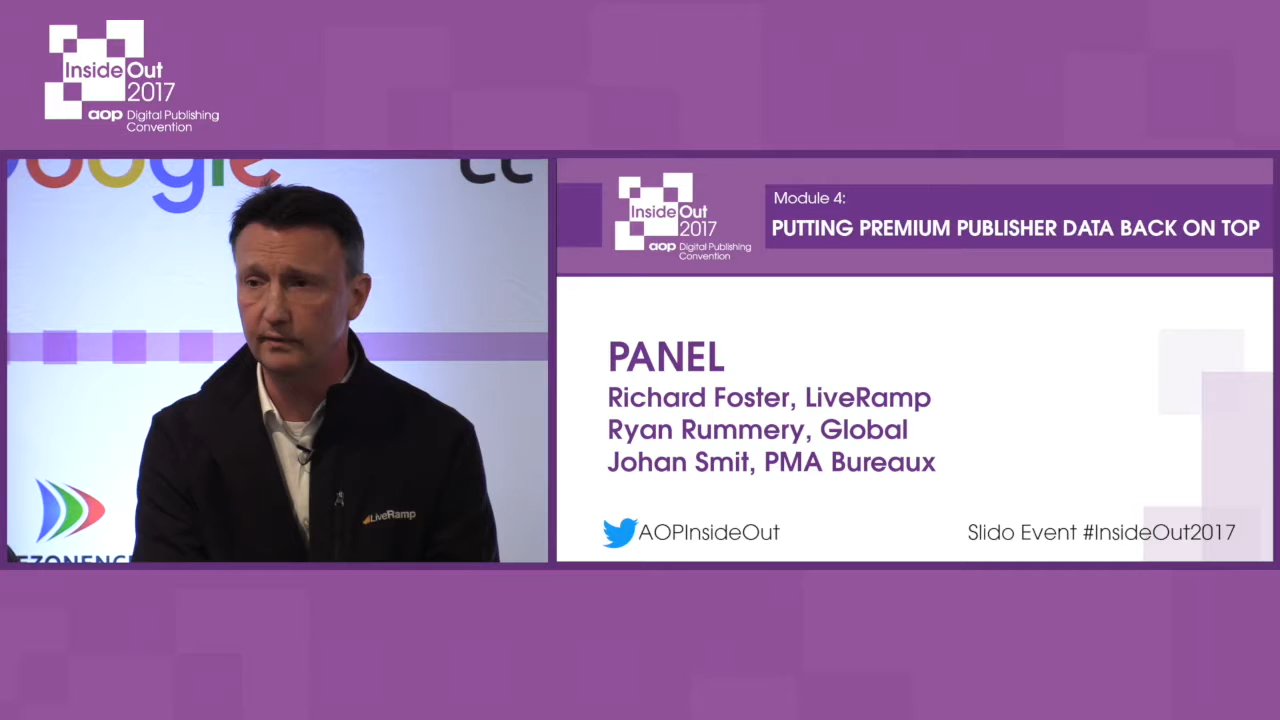 InsideOut
2017
aop Digital Publishing
Convention
Google
LiveRamp
InsideOut
2017
aop Digital Publishing
Convention
Module 4:
PUTTING PREMIUM PUBLISHER DATA BACK ON TOP
PANEL
Richard Foster, LiveRamp
Ryan Rummery, Global
Johan Smit, PMA Bureaux
AOPInsideOut
Slido Event #InsideOut2017